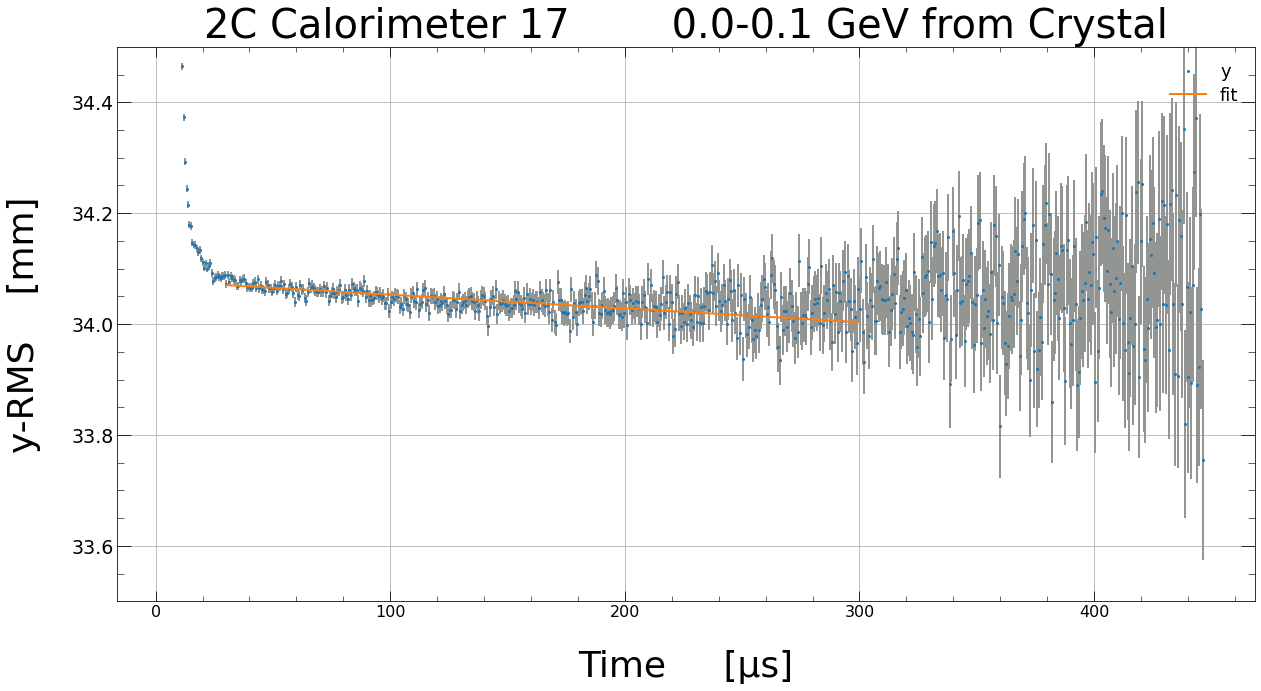 2C Calorimeter 17 0.0-0.1 GeV from Crystal
y
fit
y-RMS [mm]
34.4
34.2
34.0
33.8
33.6
0 100 200 300 400
Time [µs]